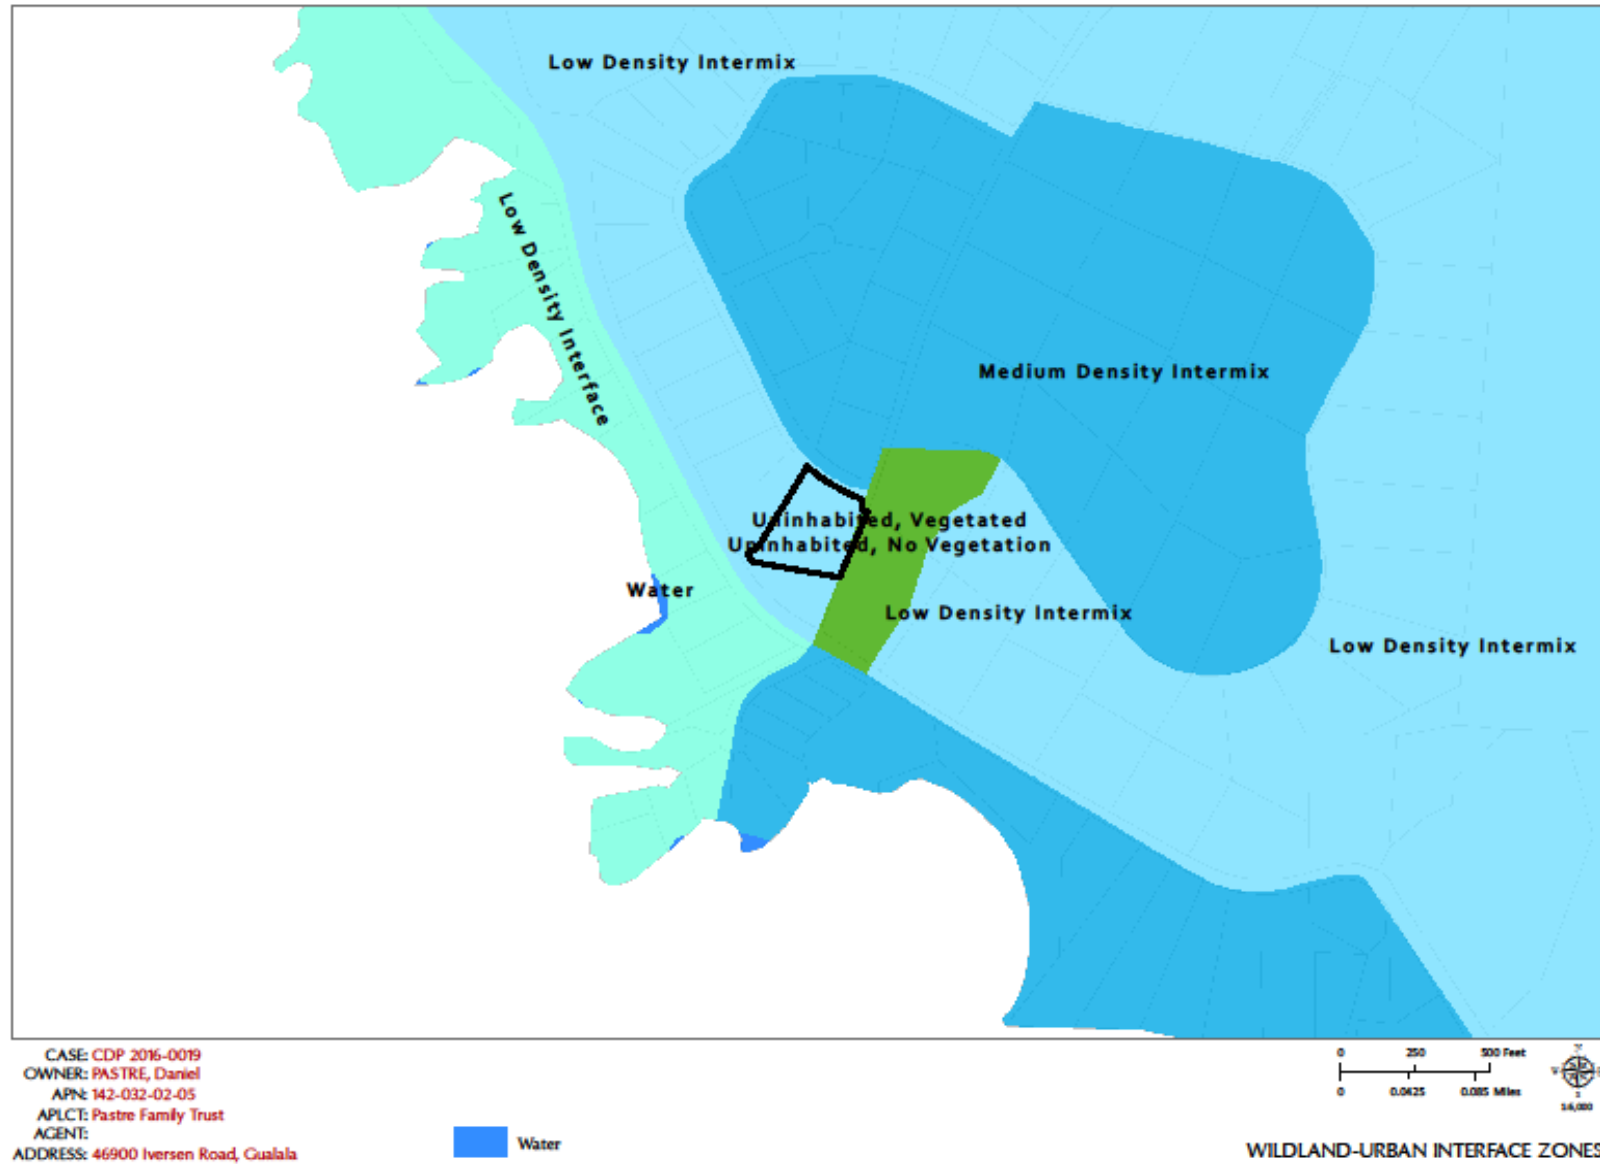 Low Density Intermix
Low Density Interface
Medium Density Intermix
Uninhabited, Vegetated
Uninhabited, No Vegetation
Water
Low Density Intermix
Low Density Intermix
CASE: CDP 2016-0019
OWNER: PASTRE, Daniel
APN: 142-032-02-05
APLCT: Pastre Family Trust
AGENT:
ADDRESS: 46900 Iversen Road, Gualala
Water
0 250 500 Feet
0 0.0425 0.085 Miles
1:6,000
WILDLAND-URBAN INTERFACE ZONES